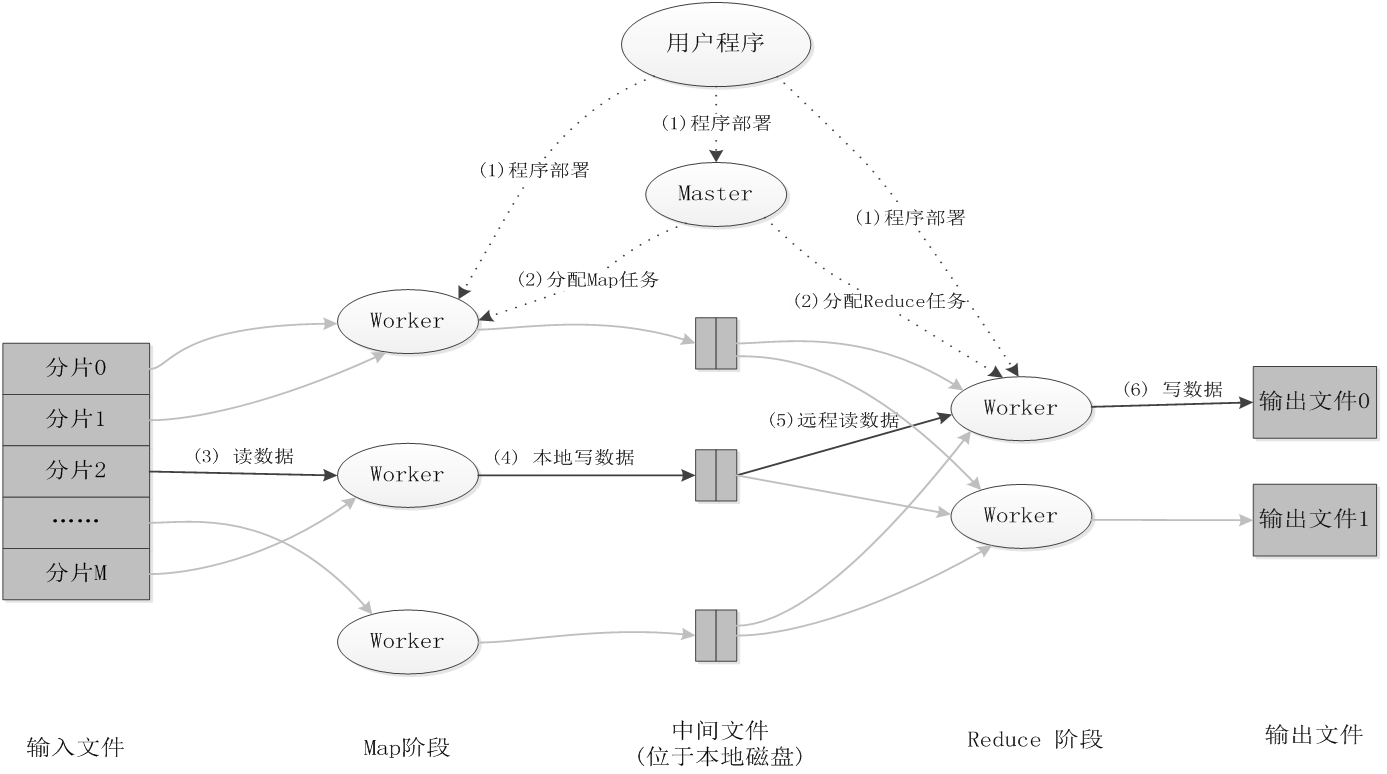 用户程序
(1)程序部署
(1)程序部署
Master
(1)程序部署
(2)分配Map任务
(2)分配Reduce任务
Worker
分片0
分片1
分片2
……
分片M
(3) 读数据
Worker
(4) 本地写数据
(5)远程读数据
Worker
(6) 写数据
输出文件0
Worker
输出文件1
Worker
输入文件
Map阶段
中间文件
(位于本地磁盘)
Reduce 阶段
输出文件